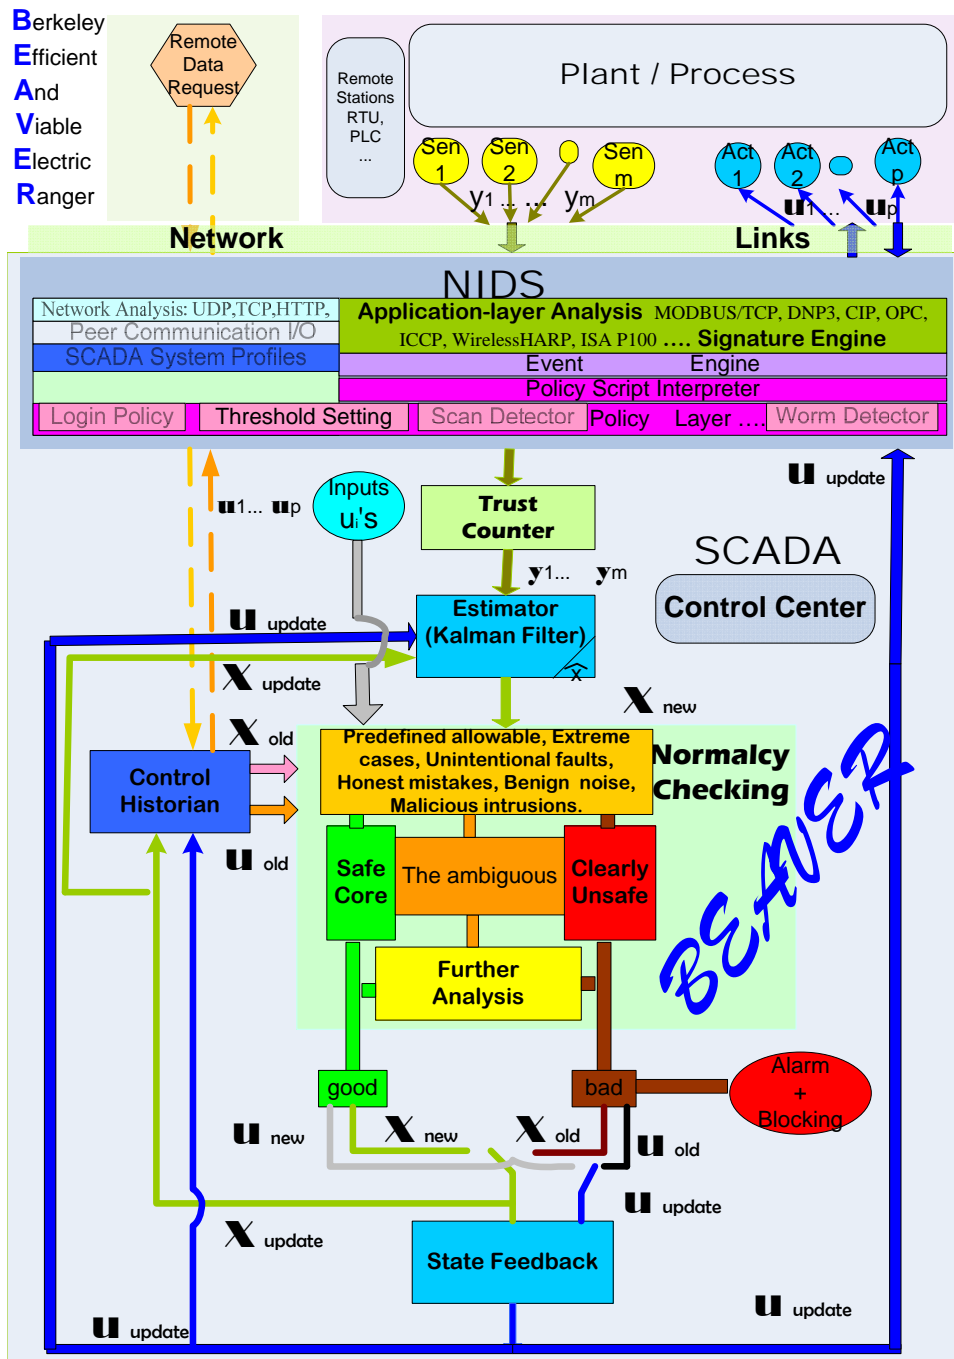 Berkeley
Efficient
And
Viable
Electric
Ranger
Remote
Data
Request
Remote
Stations
RTU,
PLC
...
Plant / Process
Sen
1
Sen
2
Sen
m
Act
1
Act
2
Act
p
y1 ... ... ym
u1 ... up
Network
Links
NIDS
Network Analysis: UDP,TCP,HTTP,
Peer Communication I/O
SCADA System Profiles
Application-layer Analysis MODBUS/TCP, DNP3, CIP, OPC,
ICCP, WirelessHARP, ISA P100 .... Signature Engine
Event Engine
Policy Script Interpreter
Login Policy
Threshold Setting
Scan Detector
Policy Layer ....
Worm Detector
u1... up
Inputs
ui's
Trust
Counter
u update
y1... ym
SCADA
Control Center
Estimator
(Kalman Filter)
x̂
u update
X update
X new
X old
Control
Historian
u old
Predefined allowable, Extreme
cases, Unintentional faults,
Honest mistakes, Benign noise,
Malicious intrusions.
Normalcy
Checking
Safe
Core
The ambiguous
Clearly
Unsafe
BEAVER
Further
Analysis
good
bad
Alarm
+
Blocking
u new
X new
X old
u old
u update
X update
State Feedback
u update
u update